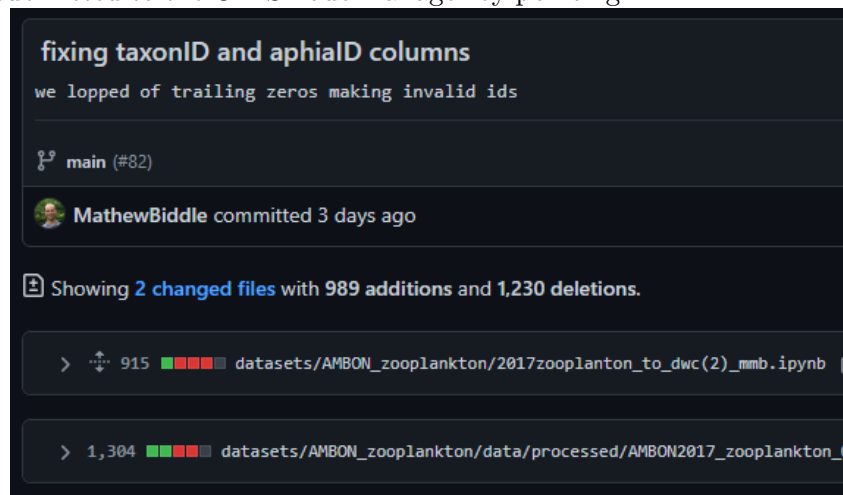 fixing taxonID and aphiaID columns
we lopped of trailing zeros making invalid ids
main (#82)
MathewBiddle committed 3 days ago
Showing 2 changed files with 989 additions and 1,230 deletions.
915 datasets/AMBON_zooplankton/2017zooplanton_to_dwc(2)_mmb.ipynb
1,304 datasets/AMBON_zooplankton/data/processed/AMBON2017_zooplankton_